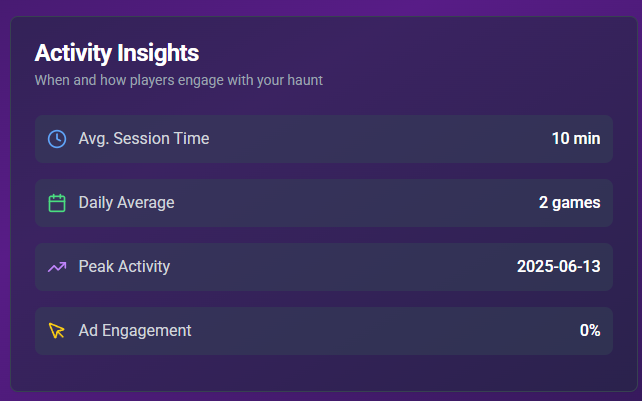 Activity Insights
When and how players engage with your haunt
Avg. Session Time 10 min
Daily Average 2 games
Peak Activity 2025-06-13
Ad Engagement 0%